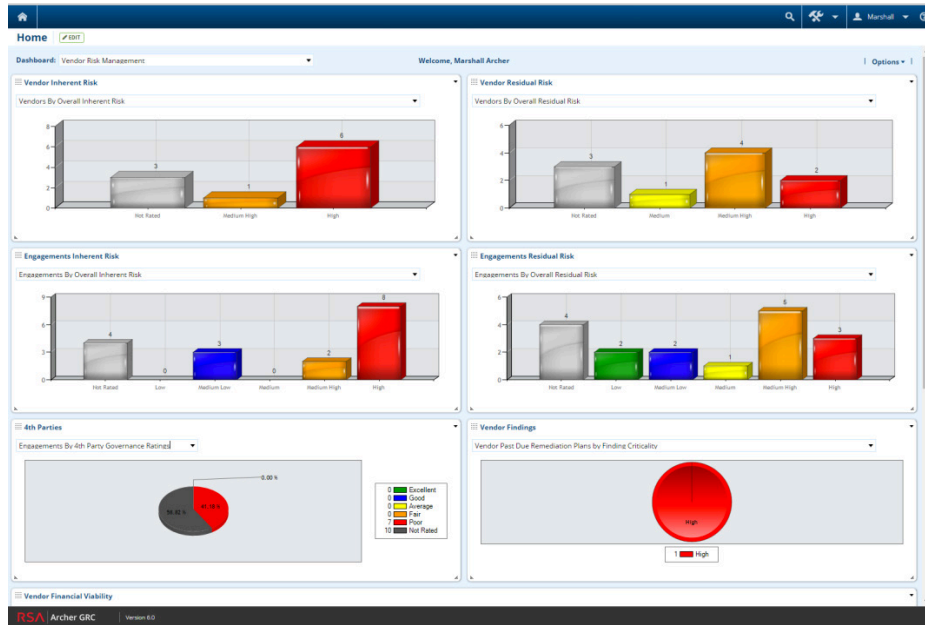 Marshall
Home EDIT
Dashboard: Vendor Risk Management Welcome, Marshall Archer Options
Vendor Inherent Risk
Vendors By Overall Inherent Risk
8
6
4
2
0
3
1
6
Not Rated Medium High High
Vendor Residual Risk
Vendors By Overall Residual Risk
6
4
2
0
3
1
4
2
Not Rated Medium Medium High High
Engagements Inherent Risk
Engagements By Overall Inherent Risk
9
6
3
0
4
0
3
0
2
8
Not Rated Low Medium Low Medium Medium High High
Engagements Residual Risk
Engagements By Overall Residual Risk
6
4
2
0
4
2
2
1
3
Not Rated Low Medium Low Medium Medium High High
4th Parties
Engagements By 4th Party Governance Ratings
0.00 %
58.82 %
41.18 %
0 Excellent
0 Good
0 Average
0 Fair
7 Poor
10 Not Rated
Vendor Findings
Vendor Past Due Remediation Plans by Finding Criticality
High
1 High
Vendor Financial Viability
RSA Archer GRC Version 6.0